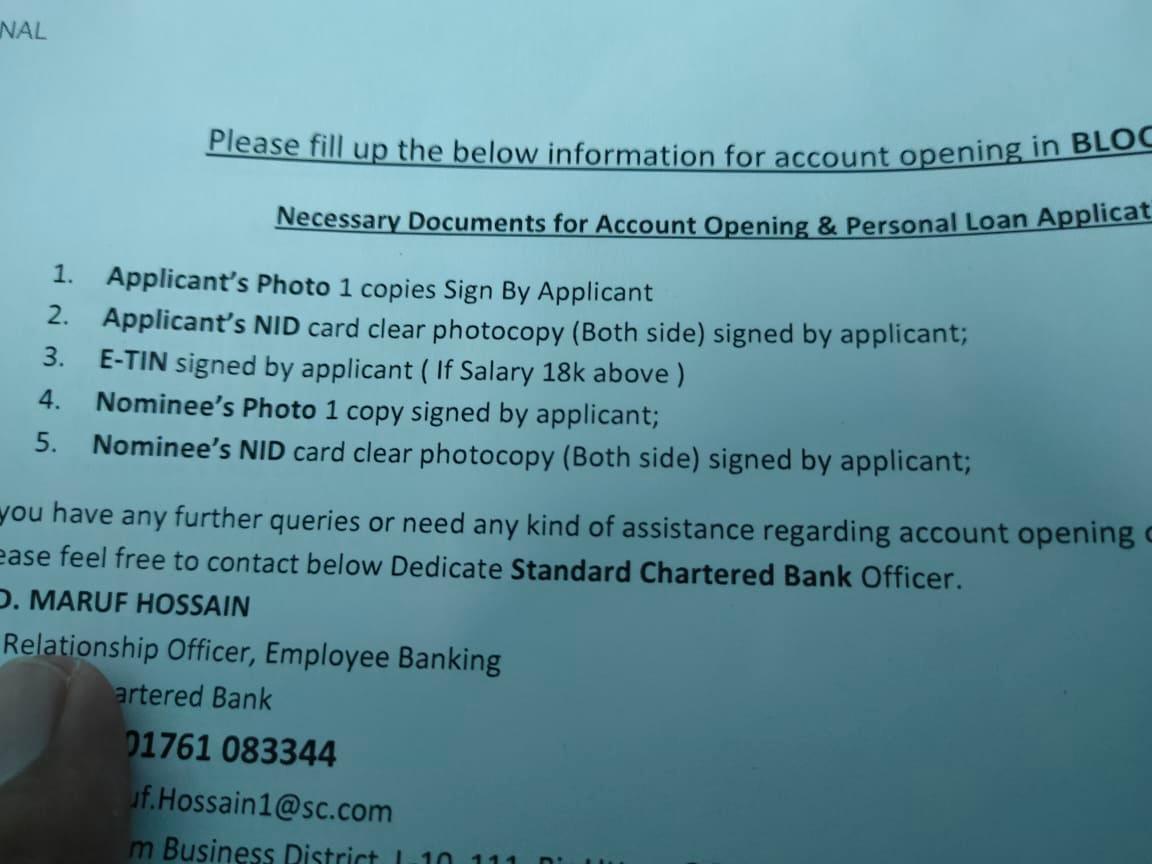 NAL
Please fill up the below information for account opening in BLOC
Necessary Documents for Account Opening & Personal Loan Applicat
1. Applicant's Photo 1 copies Sign By Applicant
2. Applicant's NID card clear photocopy (Both side) signed by applicant;
3. E-TIN signed by applicant ( If Salary 18k above )
4. Nominee's Photo 1 copy signed by applicant;
5. Nominee's NID card clear photocopy (Both side) signed by applicant;
you have any further queries or need any kind of assistance regarding account opening
ease feel free to contact below Dedicate Standard Chartered Bank Officer.
D. MARUF HOSSAIN
Relationship Officer, Employee Banking
artered Bank
01761 083344
uf.Hossain1@sc.com
m Business District